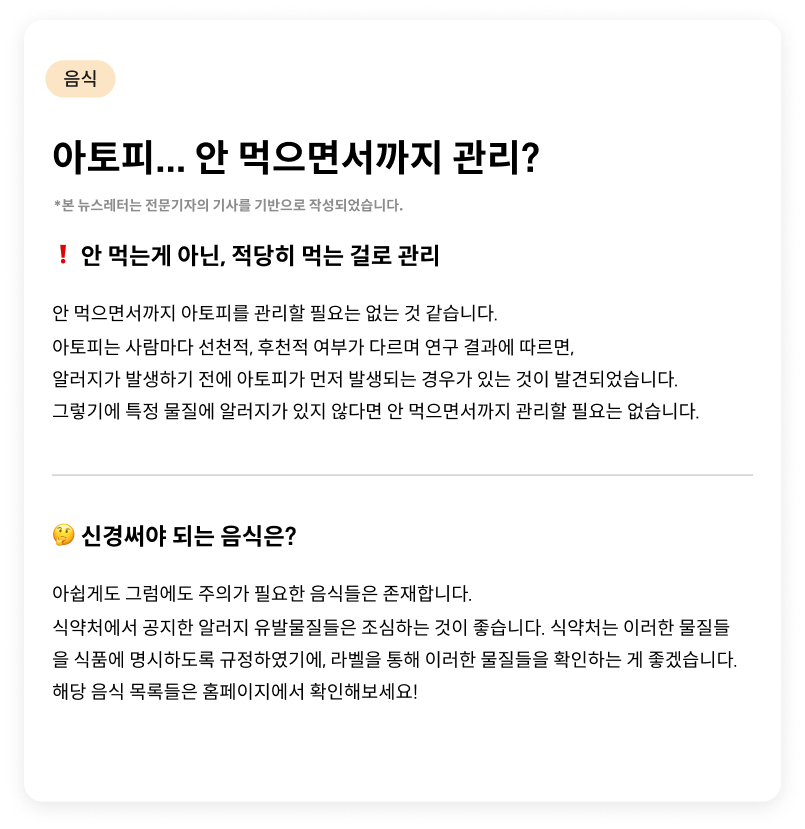 음식
아토피... 안 먹으면서까지 관리?
*본 뉴스레터는 전문기자의 기사를 기반으로 작성되었습니다.
❗ 안 먹는게 아닌, 적당히 먹는 걸로 관리
안 먹으면서까지 아토피를 관리할 필요는 없는 것 같습니다.
아토피는 사람마다 선천적, 후천적 여부가 다르며 연구 결과에 따르면,
알러지가 발생하기 전에 아토피가 먼저 발생되는 경우가 있는 것이 발견되었습니다.
그렇기에 특정 물질에 알러지가 있지 않다면 안 먹으면서까지 관리할 필요는 없습니다.
🤔 신경써야 되는 음식은?
아쉽게도 그럼에도 주의가 필요한 음식들은 존재합니다.
식약처에서 공지한 알러지 유발물질들은 조심하는 것이 좋습니다. 식약처는 이러한 물질들
을 식품에 명시하도록 규정하였기에, 라벨을 통해 이러한 물질들을 확인하는 게 좋겠습니다.
해당 음식 목록들은 홈페이지에서 확인해보세요!